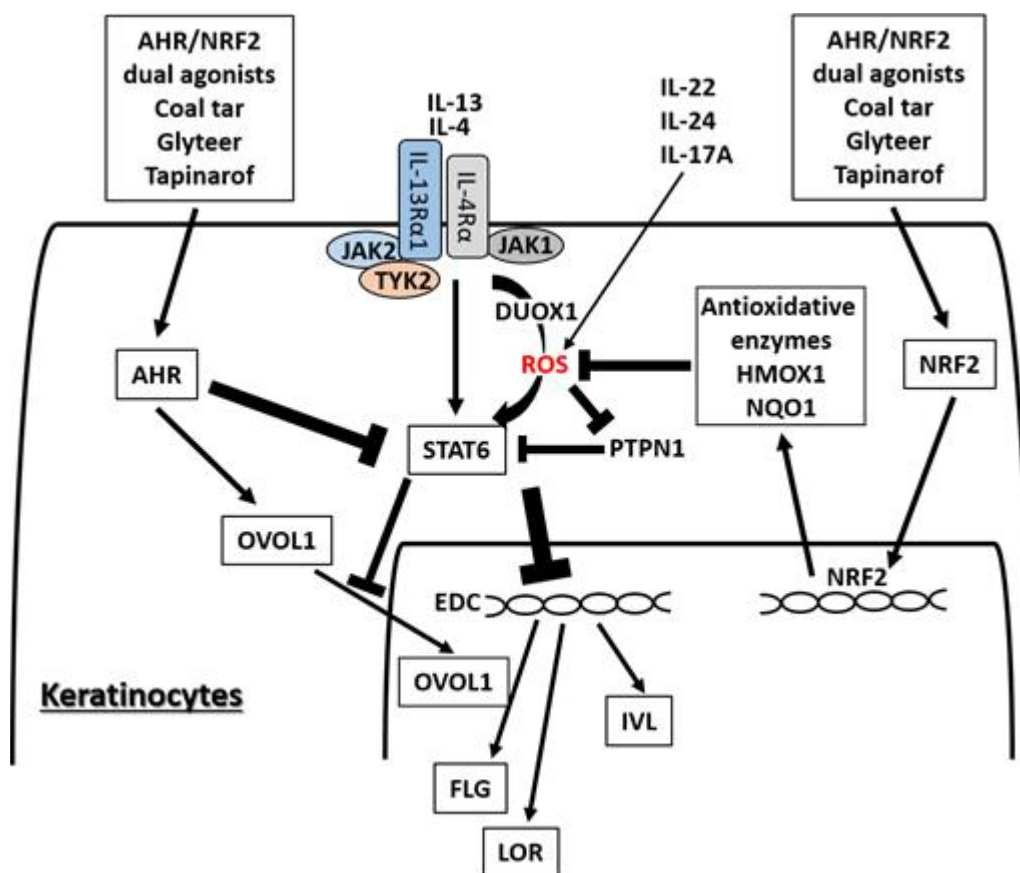 AHR/NRF2
dual agonists
Coal tar
Glyteer
Tapinarof
IL-13
IL-4
IL-22
IL-24
IL-17A
AHR/NRF2
dual agonists
Coal tar
Glyteer
Tapinarof
IL-13Rα1
IL-4Rα
JAK2
TYK2
JAK1
DUOX1
ROS
Antioxidative
enzymes
HMOX1
NQO1
NRF2
AHR
STAT6
PTPN1
OVOL1
EDC
NRF2
OVOL1
IVL
Keratinocytes
FLG
LOR